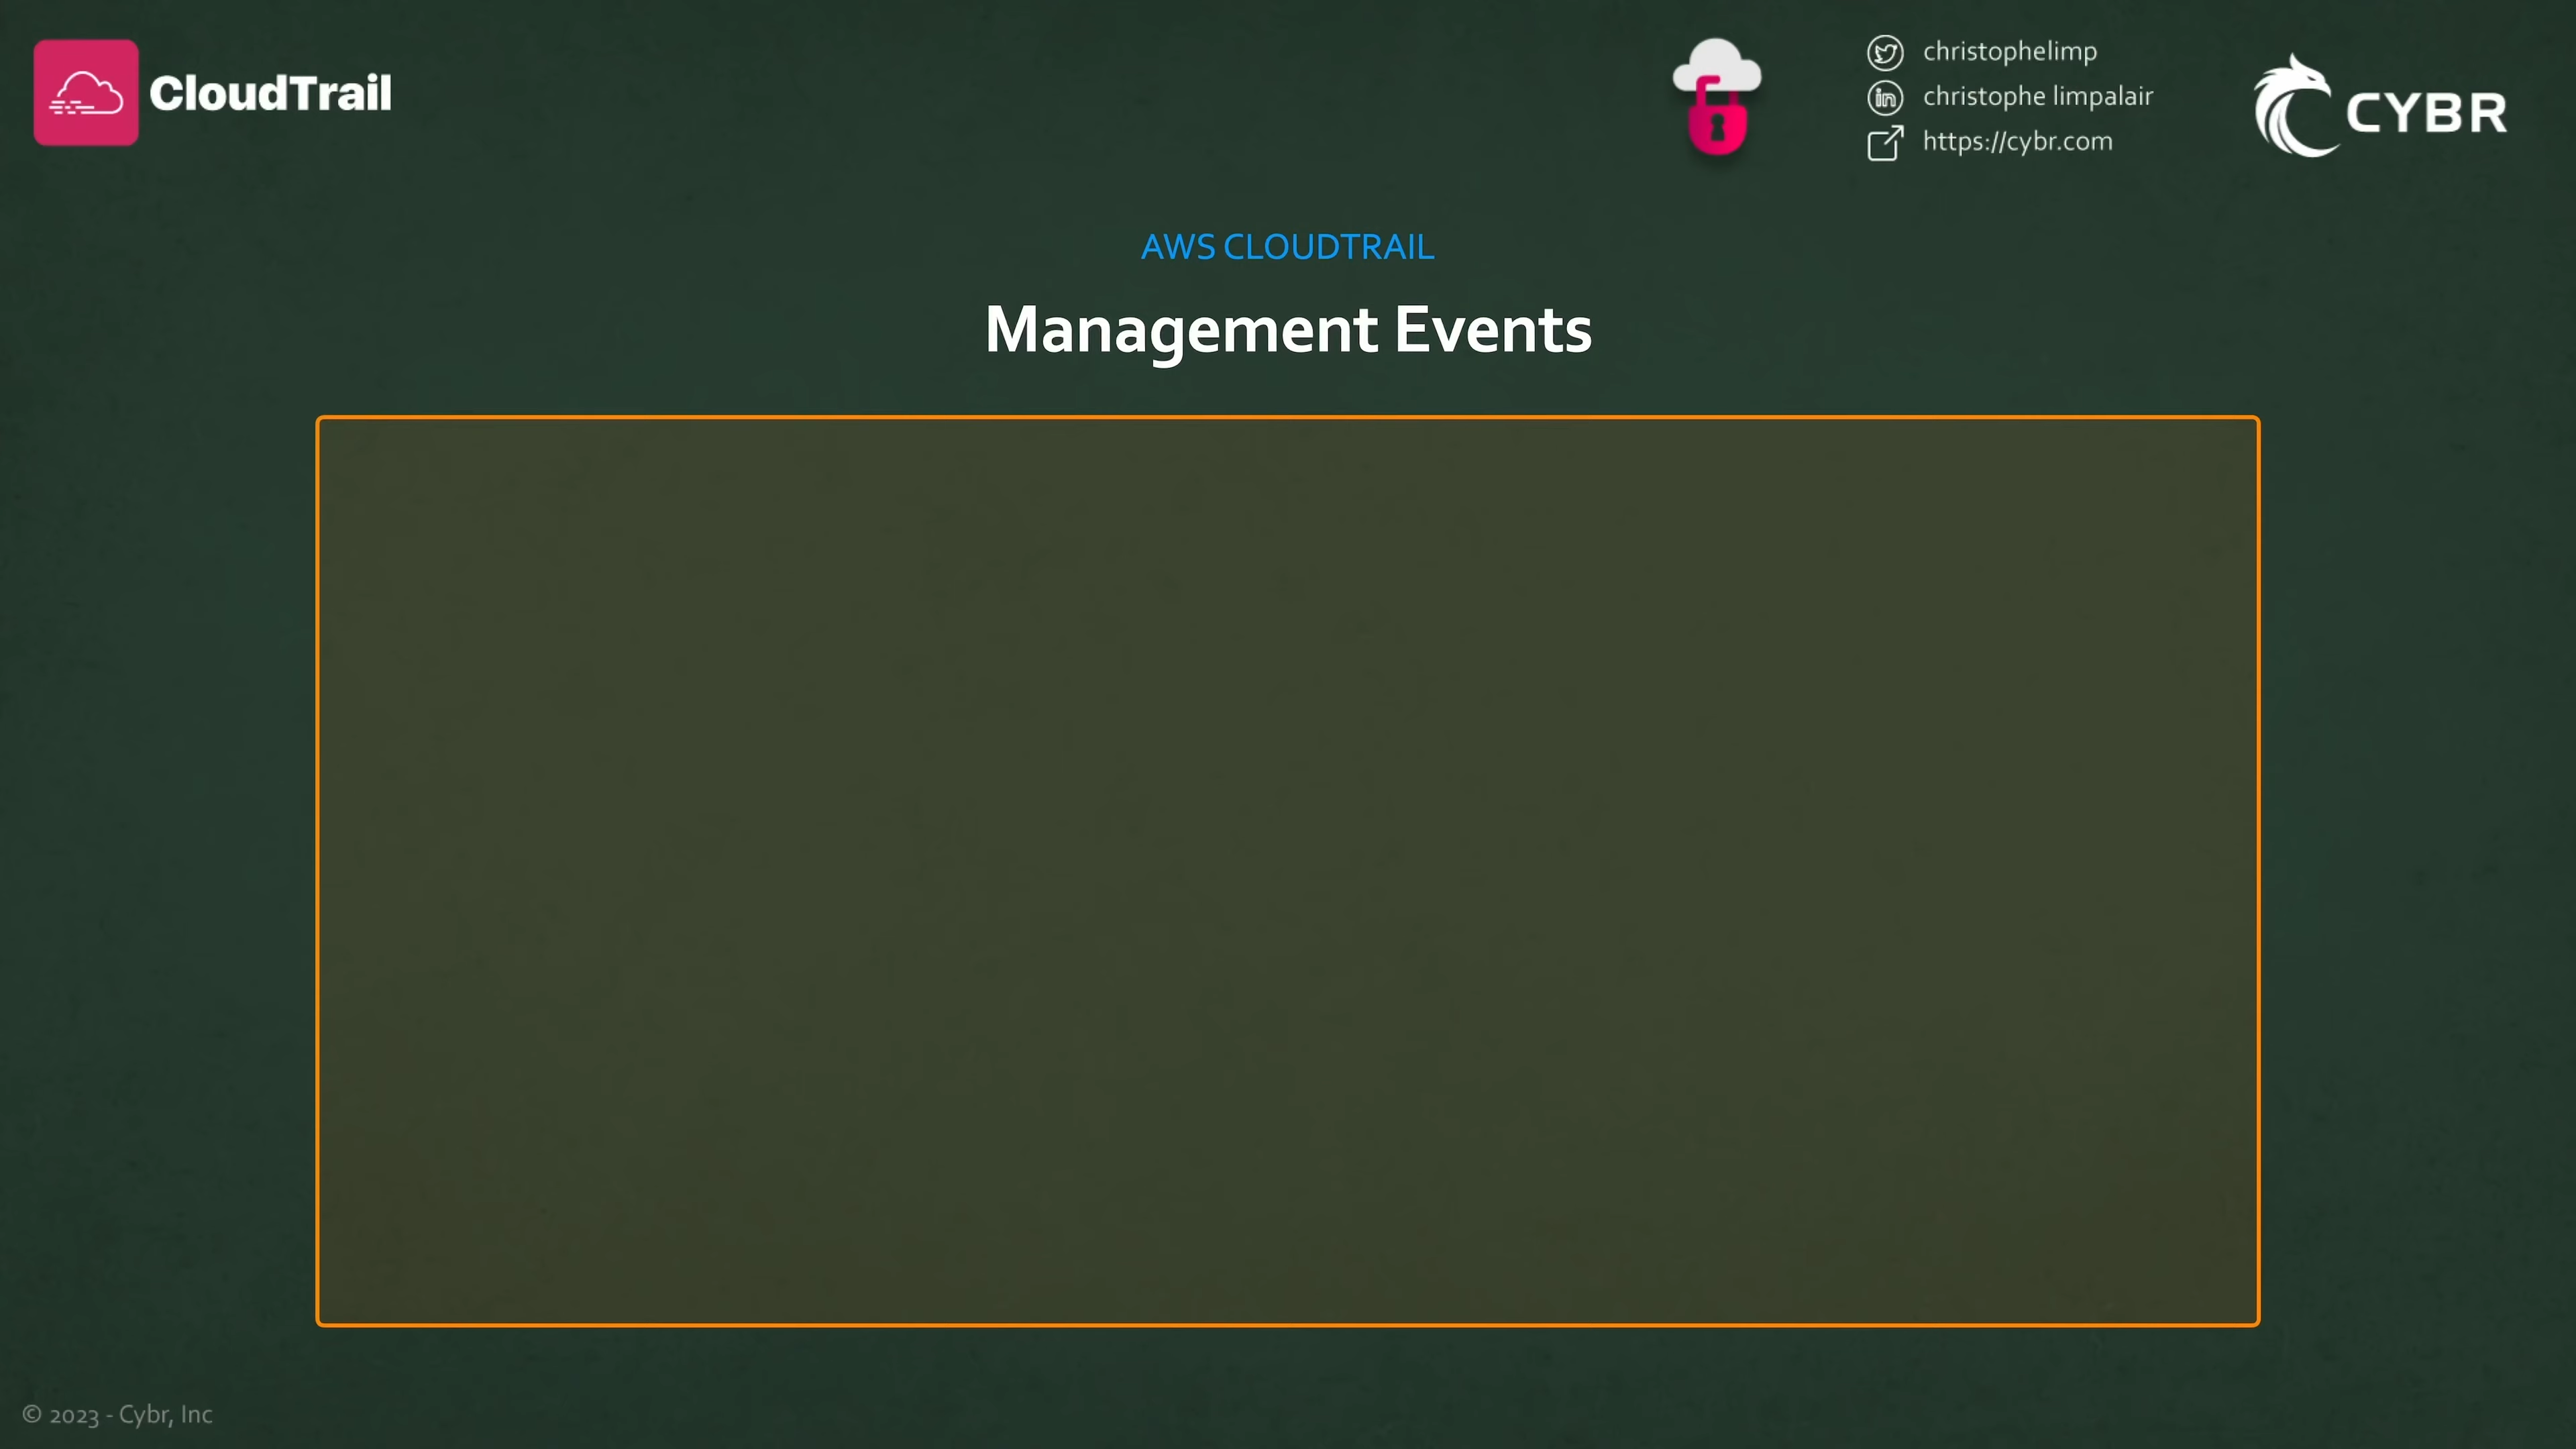 CloudTrail
christophelimp
christophe limpalair
https://cybr.com
CYBR
AWS CLOUDTRAIL
Management Events
© 2023 - Cybr, Inc